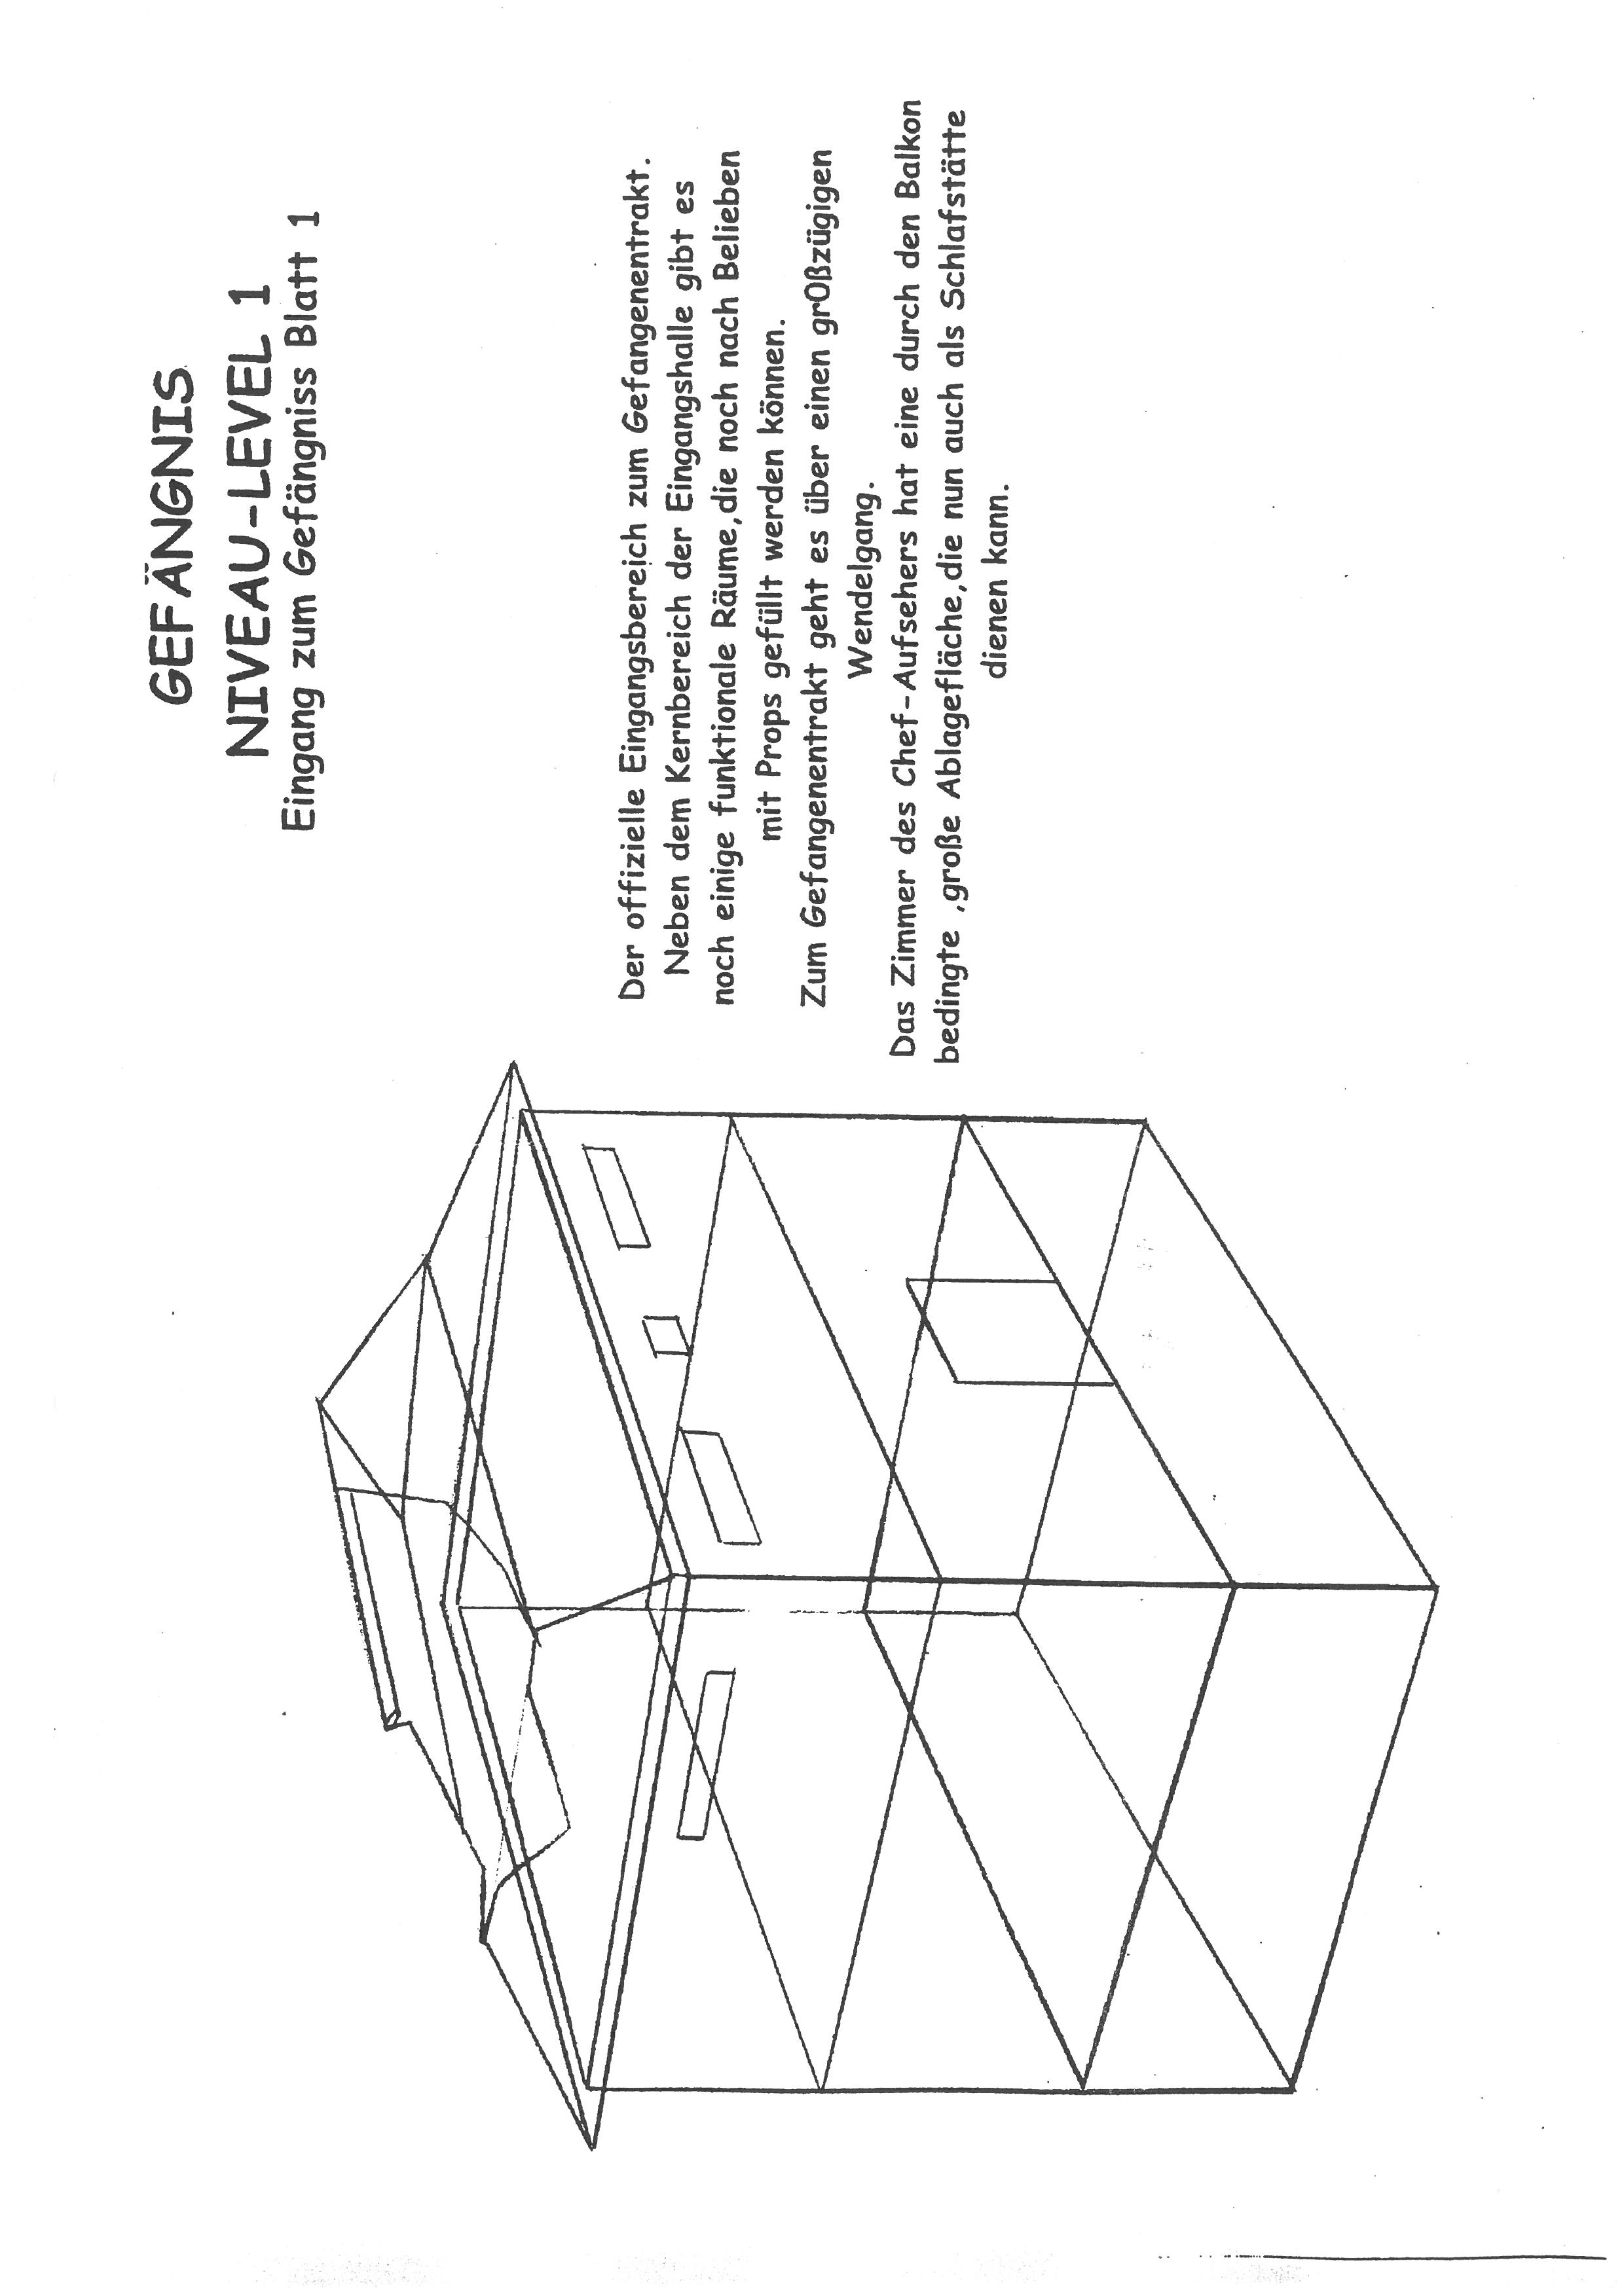 GEFÄNGNIS
NIVEAU-LEVEL 1
Eingang zum Gefängniss Blatt 1
Der offizielle Eingangsbereich zum Gefangenentrakt.
Neben dem Kernbereich der Eingangshalle gibt es
noch einige funktionale Räume,die noch nach Belieben
mit Props gefüllt werden können.
Zum Gefangenentrakt geht es über einen gr0ßzügigen
Wendelgang.
Das Zimmer des Chef-Aufsehers hat eine durch den Balkon
bedingte ,große Ablagefläche,die nun auch als Schlafstätte
dienen kann.